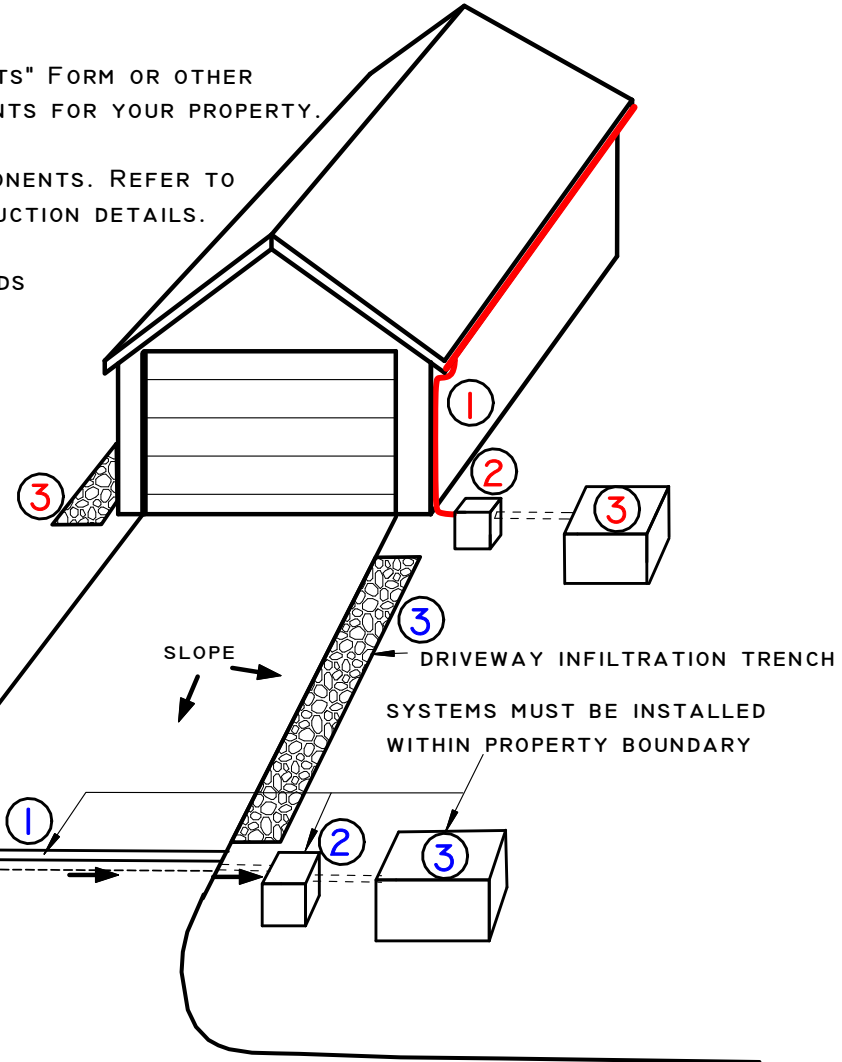 TS" FORM OR OTHER
NTS FOR YOUR PROPERTY.
ONENTS. REFER TO
UCTION DETAILS.
DS
1
2
3
3
3
SLOPE
DRIVEWAY INFILTRATION TRENCH
SYSTEMS MUST BE INSTALLED
WITHIN PROPERTY BOUNDARY
1
2
3